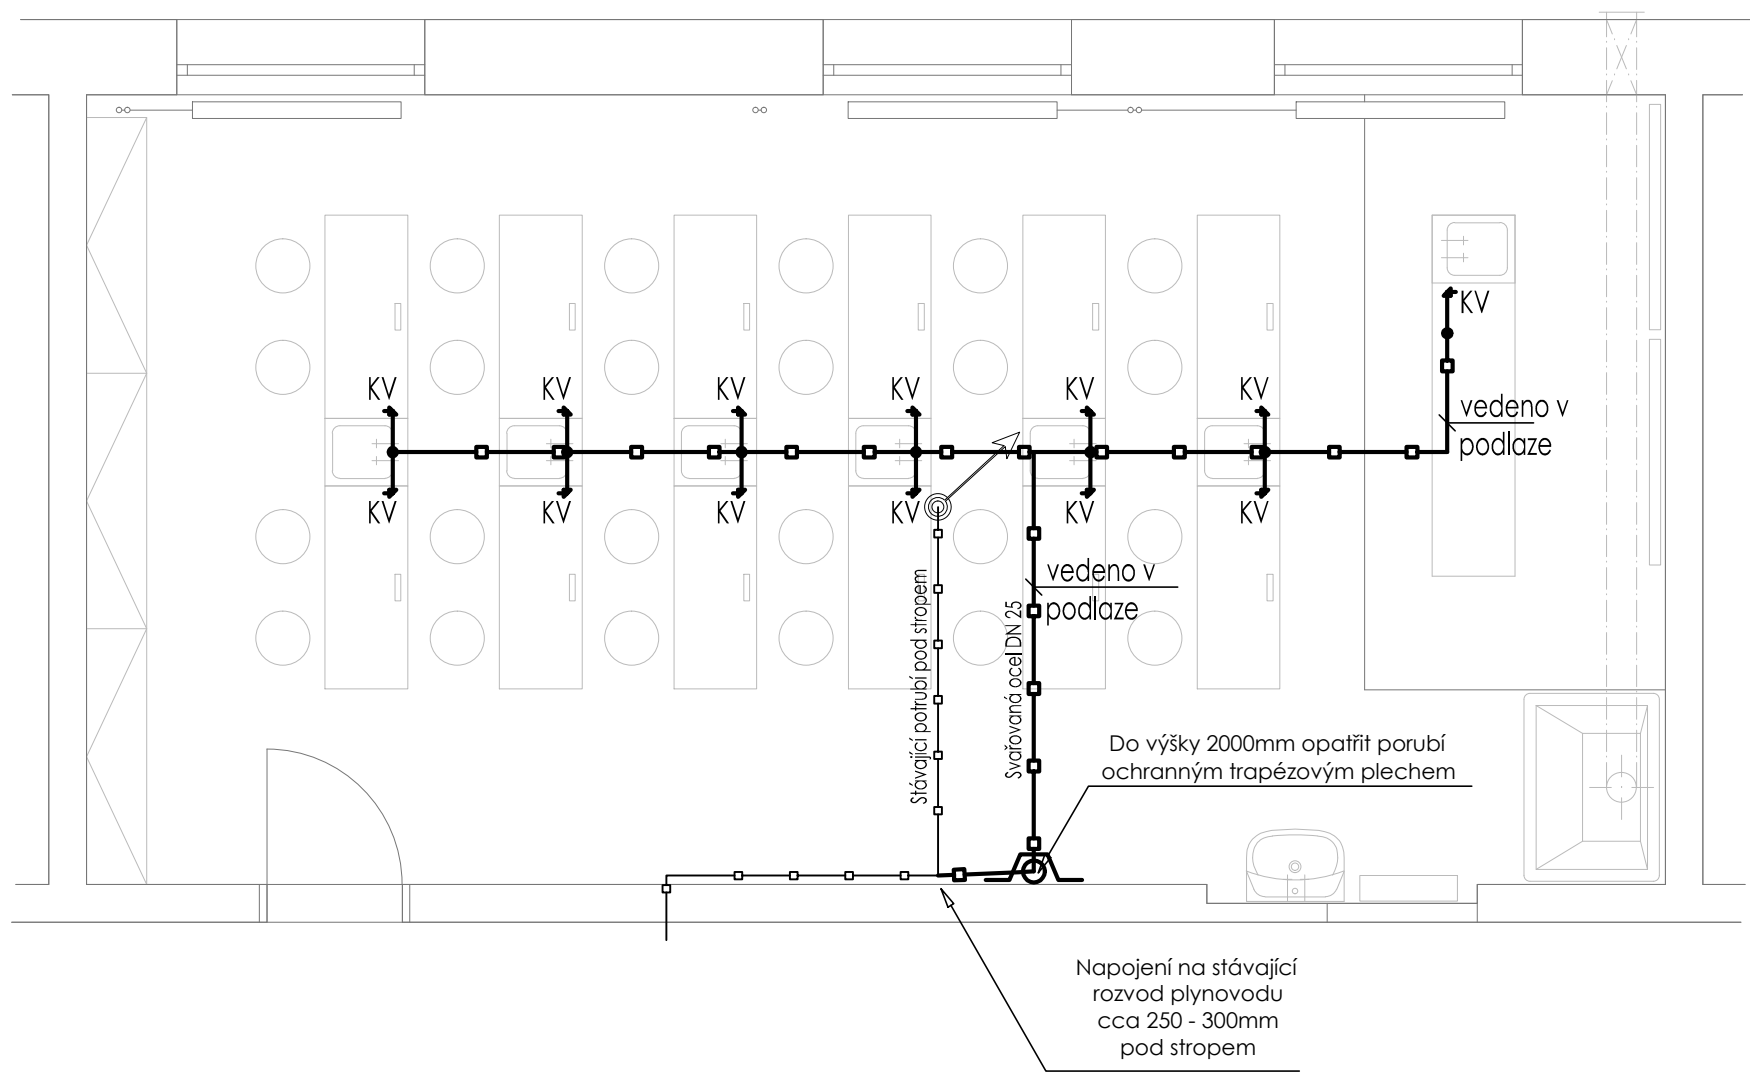 KV
KV
KV
KV
KV
KV
KV
vedeno v
podlaze
KV
KV
KV
KV
KV
KV
vedeno v
podlaze
Stávající potrubí pod stropem
Svařovaná ocel DN 25
Do výšky 2000mm opatřit porubí
ochranným trapézovým plechem
Napojení na stávající
rozvod plynovodu
cca 250 - 300mm
pod stropem